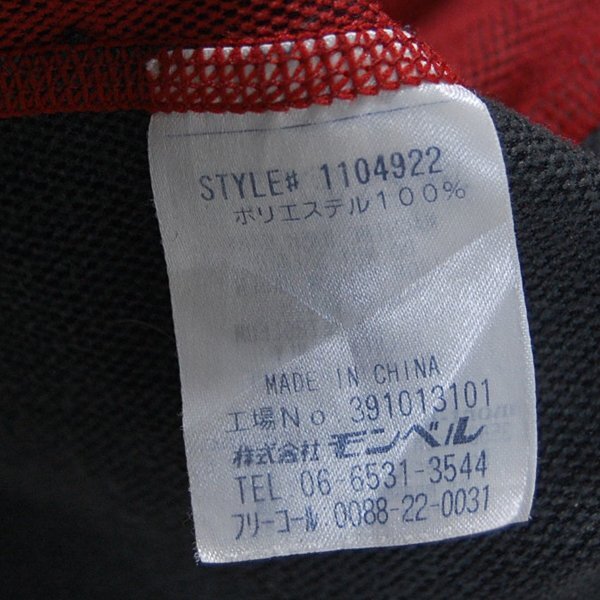 STYLE# 1104922
ポリエステル100%
MADE IN CHINA
工場No 391013101
株式会社 モンベル
TEL 06-6531-3544
フリーコール 0088-22-0031